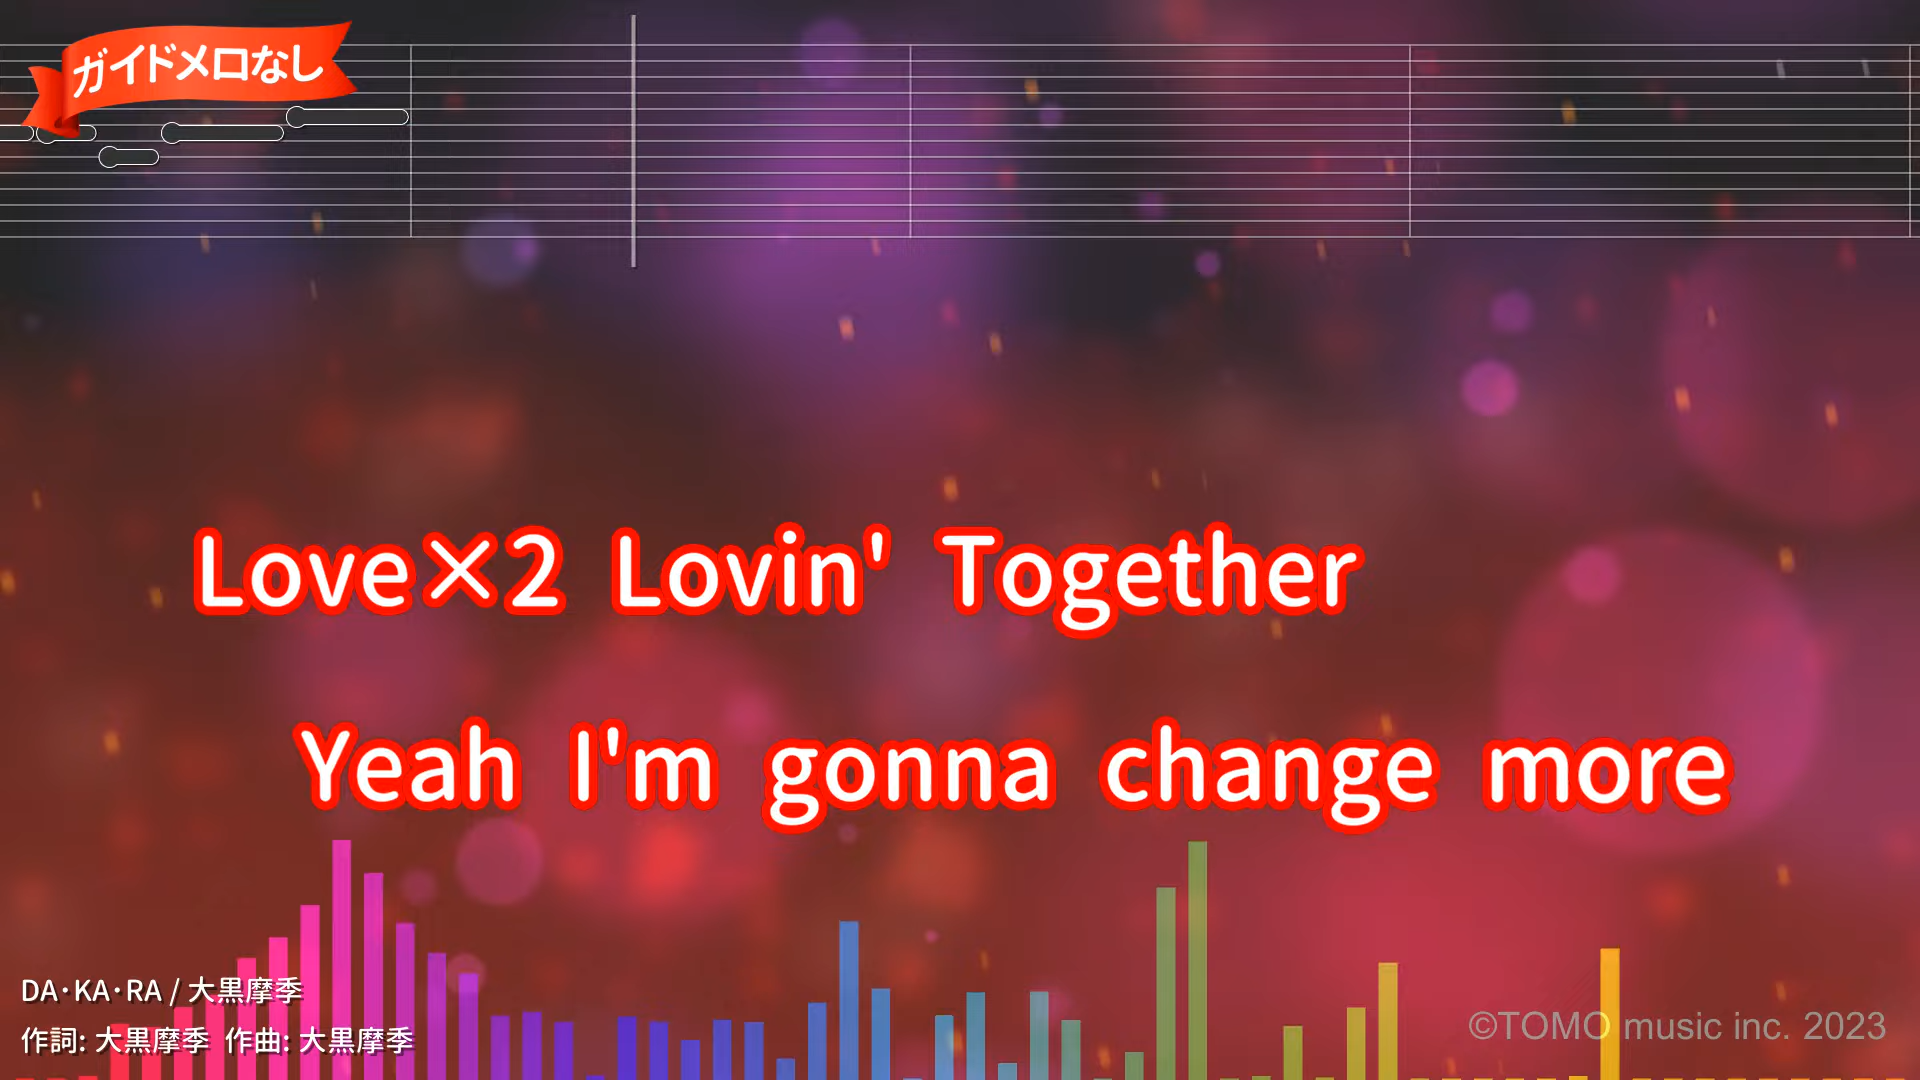 ガイドメロなし
Love×2 Lovin' Together
Yeah I'm gonna change more
DA･KA･RA / 大黒摩季
作詞: 大黒摩季 作曲: 大黒摩季
©TOMO music inc. 2023